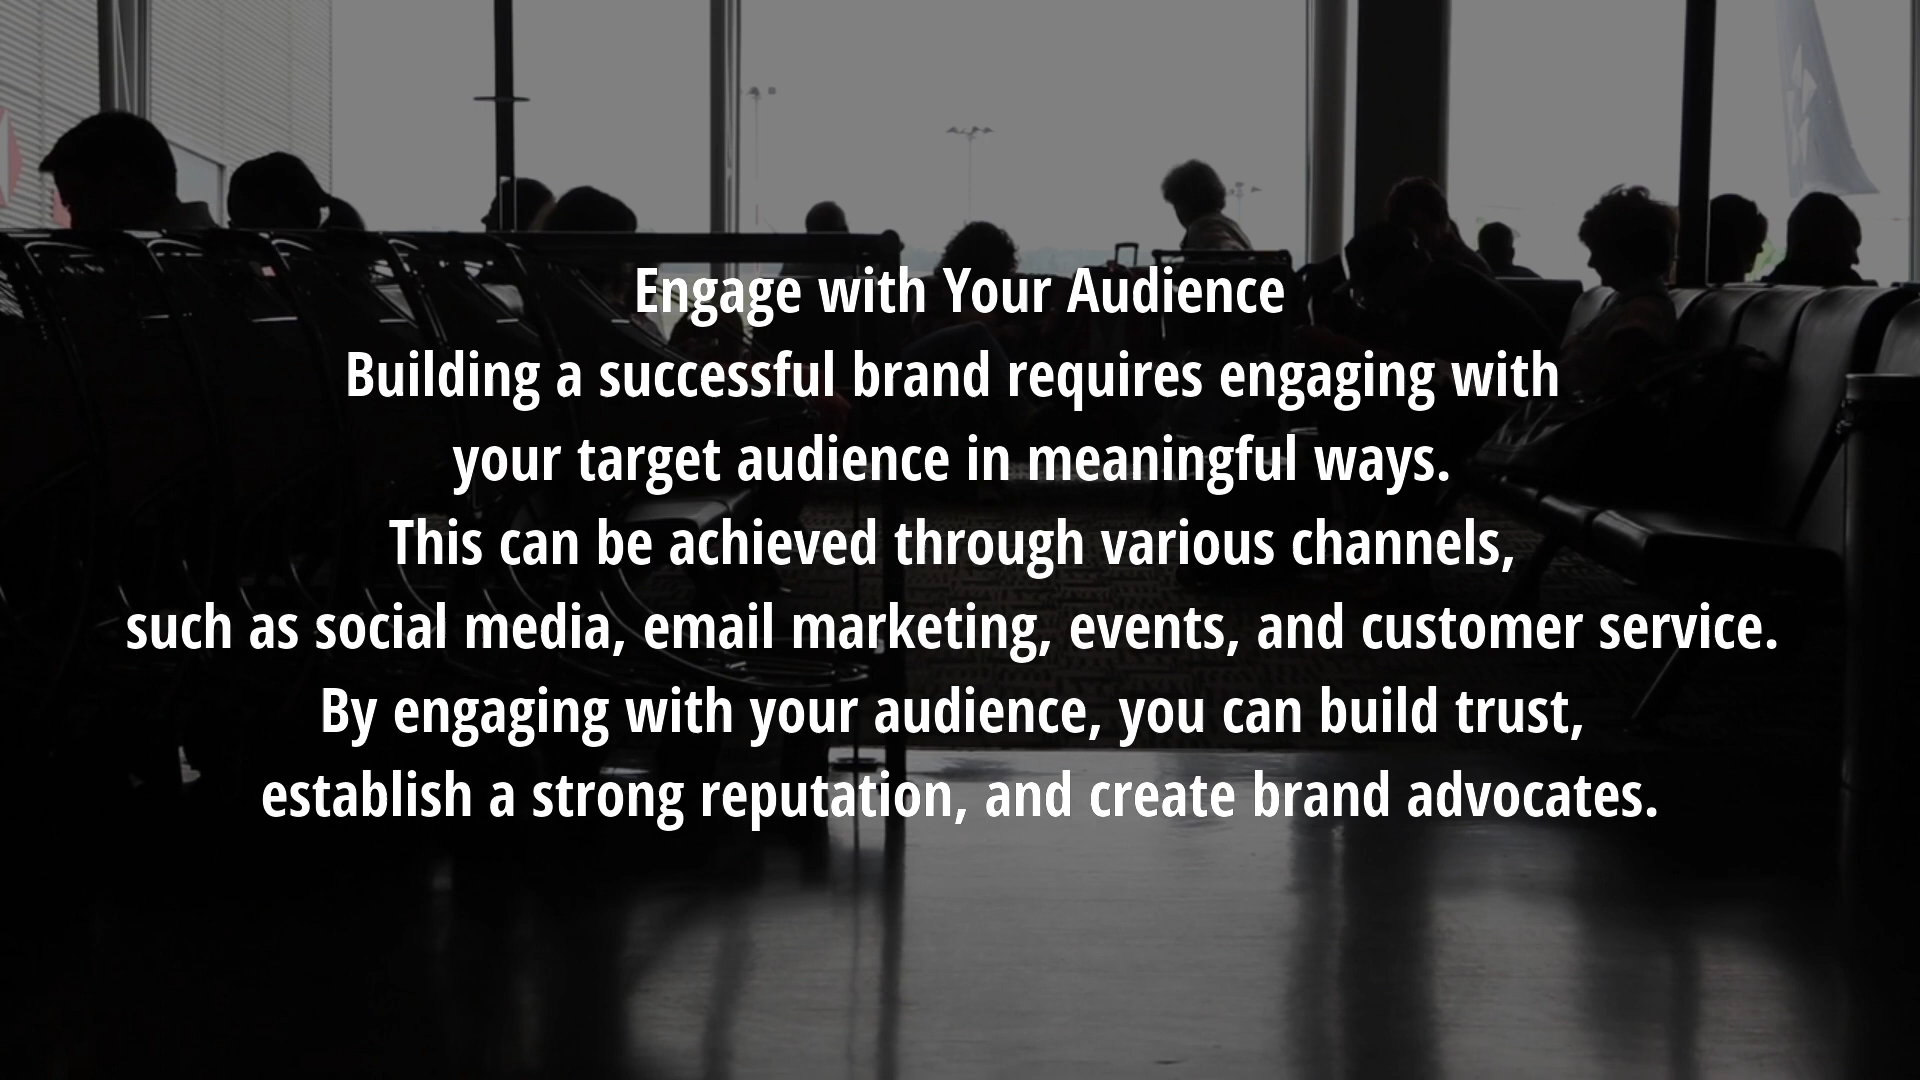 Engage with Your Audience
Building a successful brand requires engaging with
your target audience in meaningful ways.
This can be achieved through various channels,
such as social media, email marketing, events, and customer service.
By engaging with your audience, you can build trust,
establish a strong reputation, and create brand advocates.